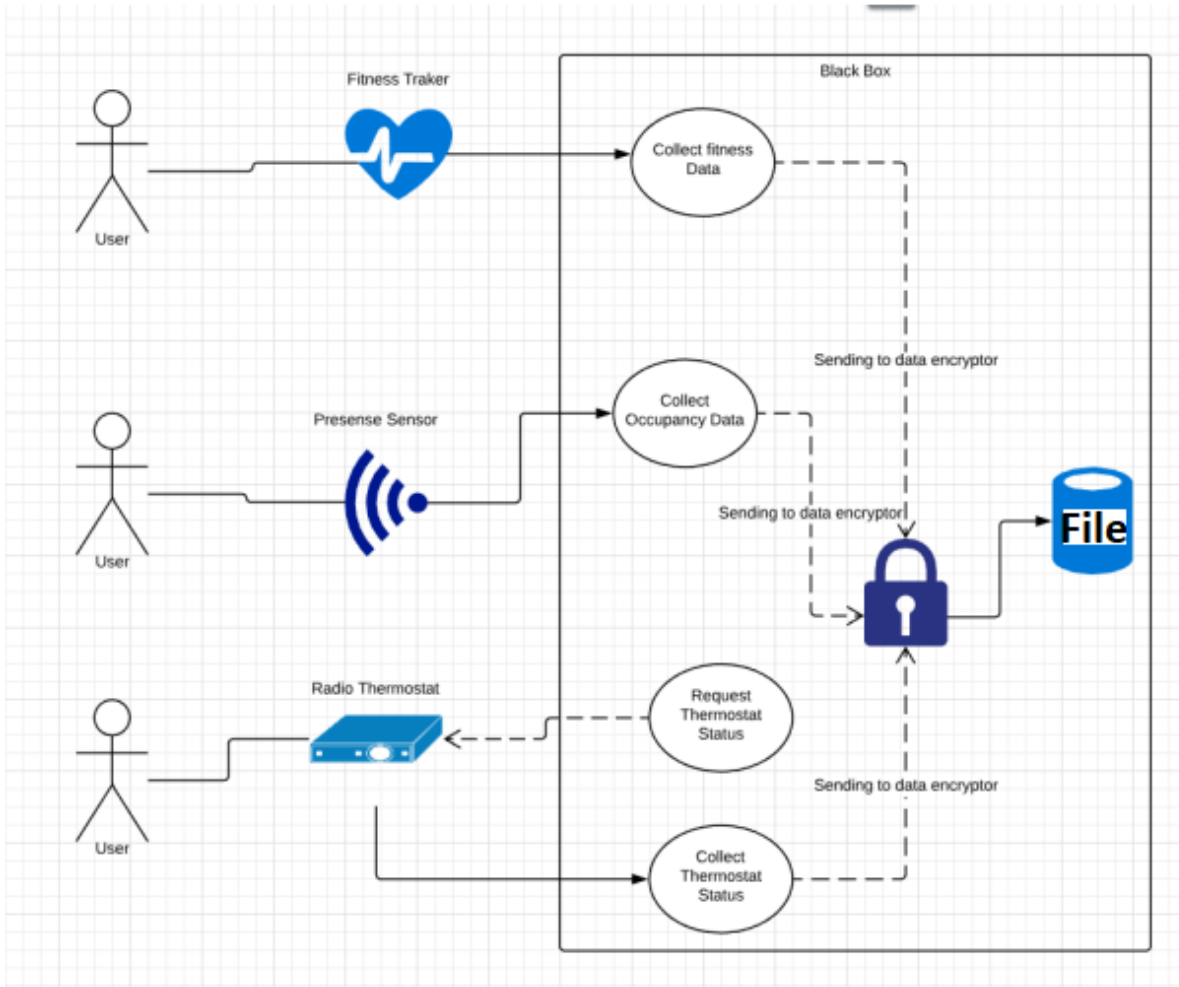 Black Box
Fitness Traker
Collect fitness
Data
User
Sending to data encryptor
Presense Sensor
Collect
Occupancy Data
User
Sending to data encryptor
File
Radio Thermostat
Request
Thermostat
Status
User
Sending to data encryptor
Collect
Thermostat
Status